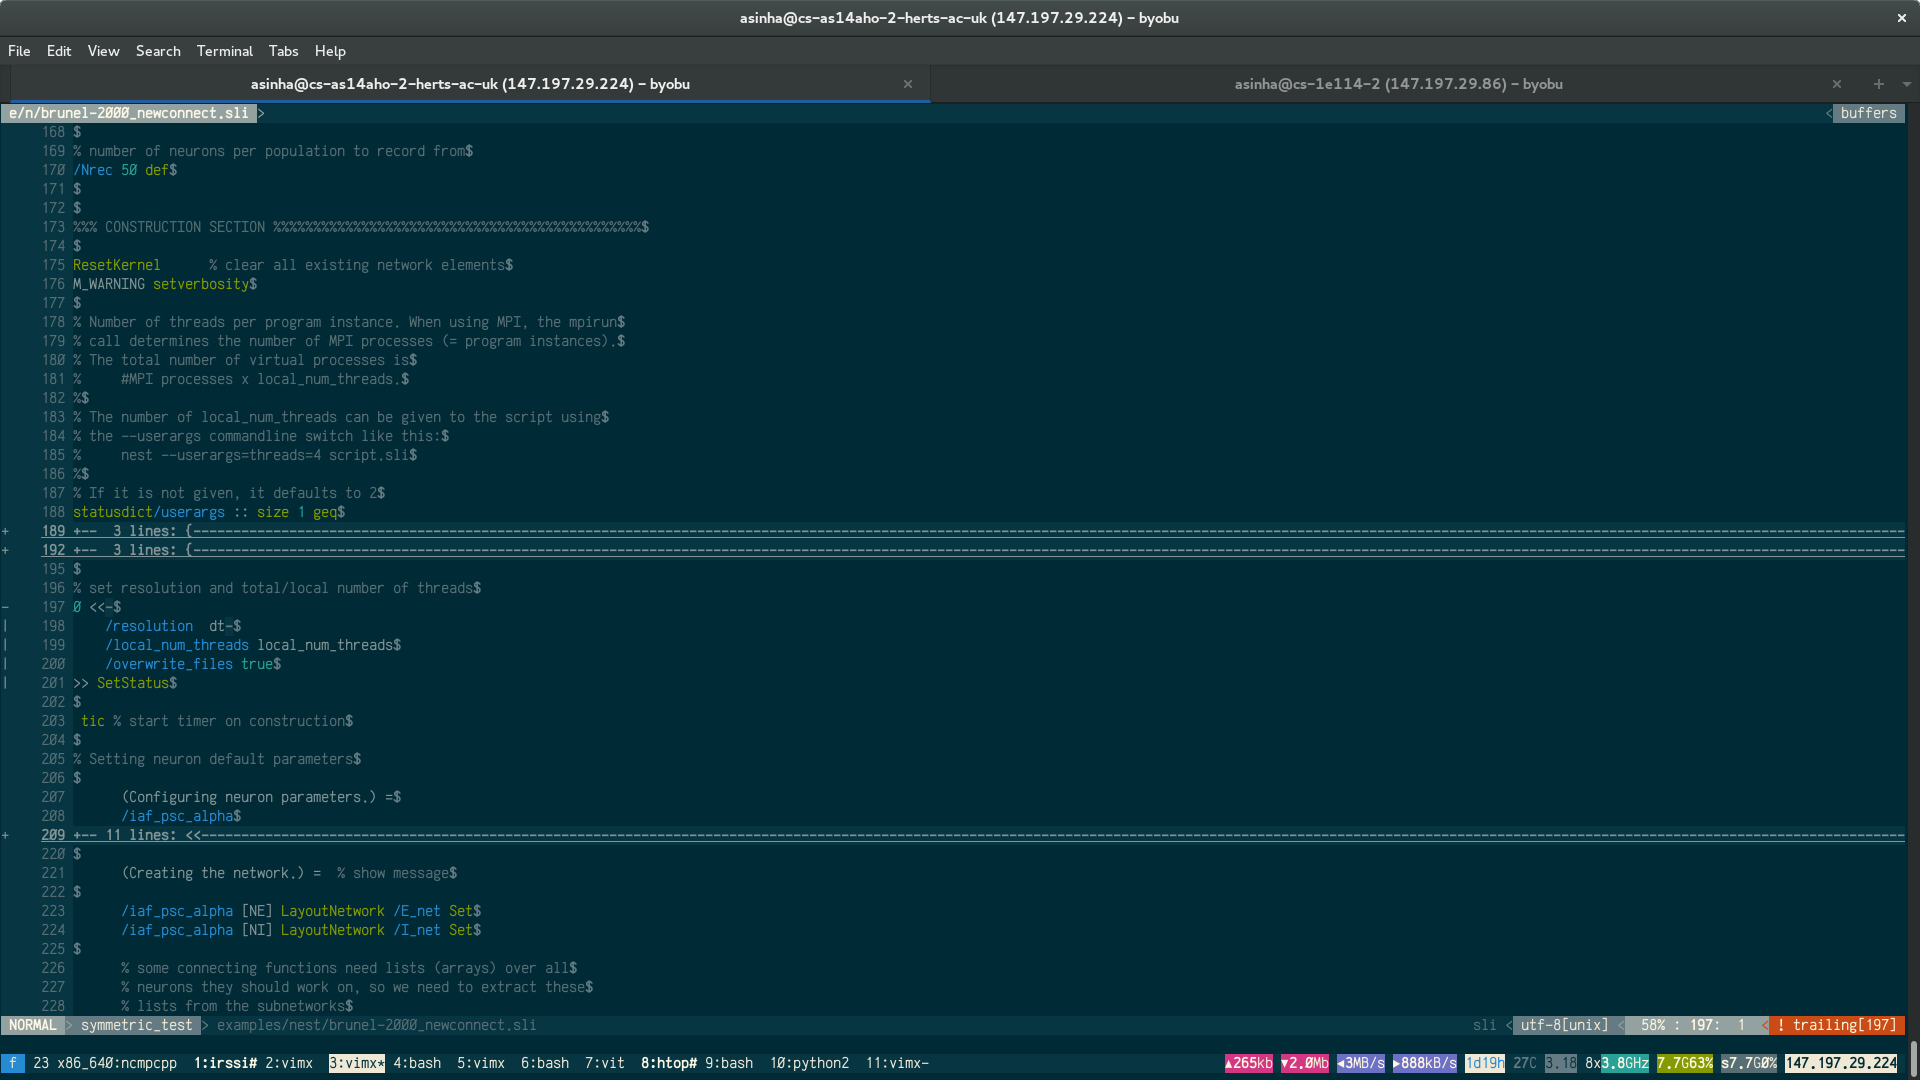 asinha@cs-as14aho-2-herts-ac-uk (147.197.29.224) - byobu ×
File Edit View Search Terminal Tabs Help
asinha@cs-as14aho-2-herts-ac-uk (147.197.29.224) - byobu × asinha@cs-1e114-2 (147.197.29.86) - byobu × +
e/n/brunel-2000_newconnect.sli > < buffers
168 $
169 % number of neurons per population to record from$
170 /Nrec 50 def$
171 $
172 $
173 %%% CONSTRUCTION SECTION %%%%%%%%%%%%%%%%%%%%%%%%%%%%%%%%%%%%%%%%%%%%%%$
174 $
175 ResetKernel      % clear all existing network elements$
176 M_WARNING setverbosity$
177 $
178 % Number of threads per program instance. When using MPI, the mpirun$
179 % call determines the number of MPI processes (= program instances).$
180 % The total number of virtual processes is$
181 %     #MPI processes x local_num_threads.$
182 %$
183 % The number of local_num_threads can be given to the script using$
184 % the --userargs commandline switch like this:$
185 %     nest --userargs=threads=4 script.sli$
186 %$
187 % If it is not given, it defaults to 2$
188 statusdict/userargs :: size 1 geq$
+ 189 +--  3 lines: {--------------------
+ 192 +--  3 lines: {--------------------
195 $
196 % set resolution and total/local number of threads$
- 197 0 <<-$
| 198     /resolution  dt-$
| 199     /local_num_threads local_num_threads$
| 200     /overwrite_files true$
| 201 >> SetStatus$
202 $
203  tic % start timer on construction$
204 $
205 % Setting neuron default parameters$
206 $
207       (Configuring neuron parameters.) =$
208       /iaf_psc_alpha$
+ 209 +-- 11 lines: <<--------------------
220 $
221       (Creating the network.) =  % show message$
222 $
223       /iaf_psc_alpha [NE] LayoutNetwork /E_net Set$
224       /iaf_psc_alpha [NI] LayoutNetwork /I_net Set$
225 $
226       % some connecting functions need lists (arrays) over all$
227       % neurons they should work on, so we need to extract these$
228       % lists from the subnetworks$
NORMAL > symmetric_test > examples/nest/brunel-2000_newconnect.sli sli < utf-8[unix] < 58% : 197:  1 < ! trailing[197]
f 23 x86_640:ncmpcpp 1:irssi# 2:vimx 3:vimx* 4:bash 5:vimx 6:bash 7:vit 8:htop# 9:bash 10:python2 11:vimx- ▲265kb ▼2.0Mb ◀3MB/s ▶888kB/s 1d19h 27C 3.18 8x3.8GHz 7.7G63% s7.7G0% 147.197.29.224